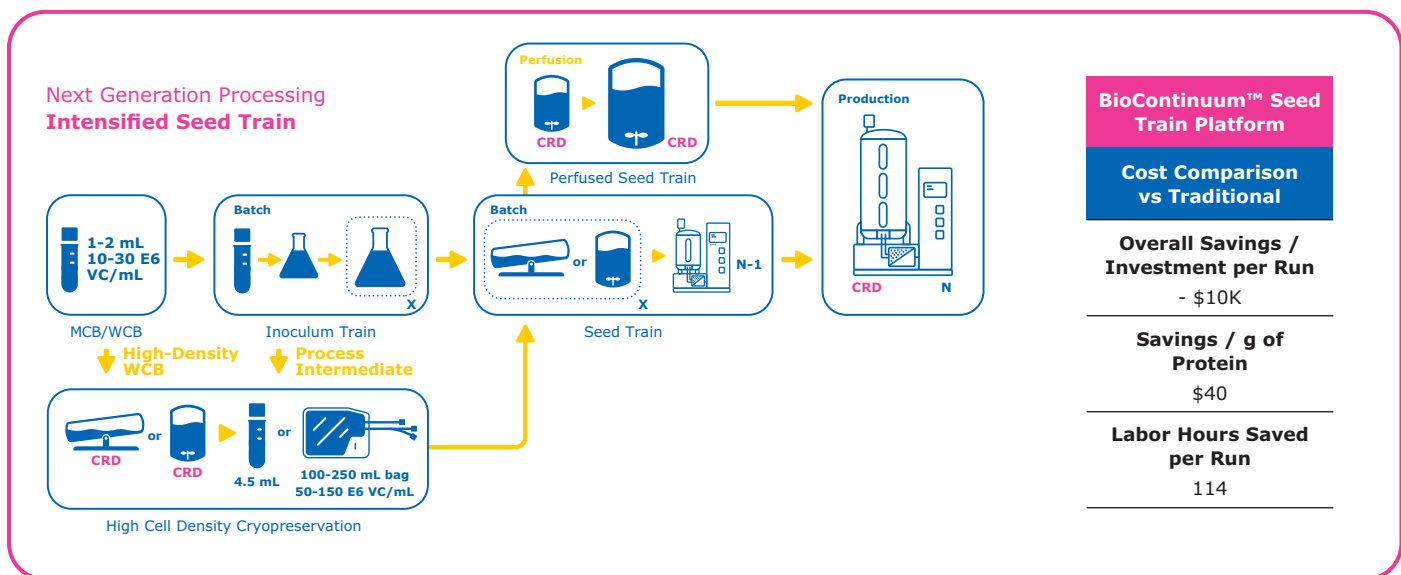 Next Generation Processing
Intensified Seed Train
Perfusion
CRD
CRD
Perfused Seed Train
Production
CRD
N
1-2 mL
10-30 E6
VC/mL
MCB/WCB
Batch
X
Inoculum Train
Batch
or
X
N-1
Seed Train
High-Density
WCB
Process
Intermediate
or
CRD
CRD
4.5 mL
or
100-250 mL bag
50-150 E6 VC/mL
High Cell Density Cryopreservation
BioContinuum™ Seed
Train Platform
Cost Comparison
vs Traditional
Overall Savings /
Investment per Run
- $10K
Savings / g of
Protein
$40
Labor Hours Saved
per Run
114